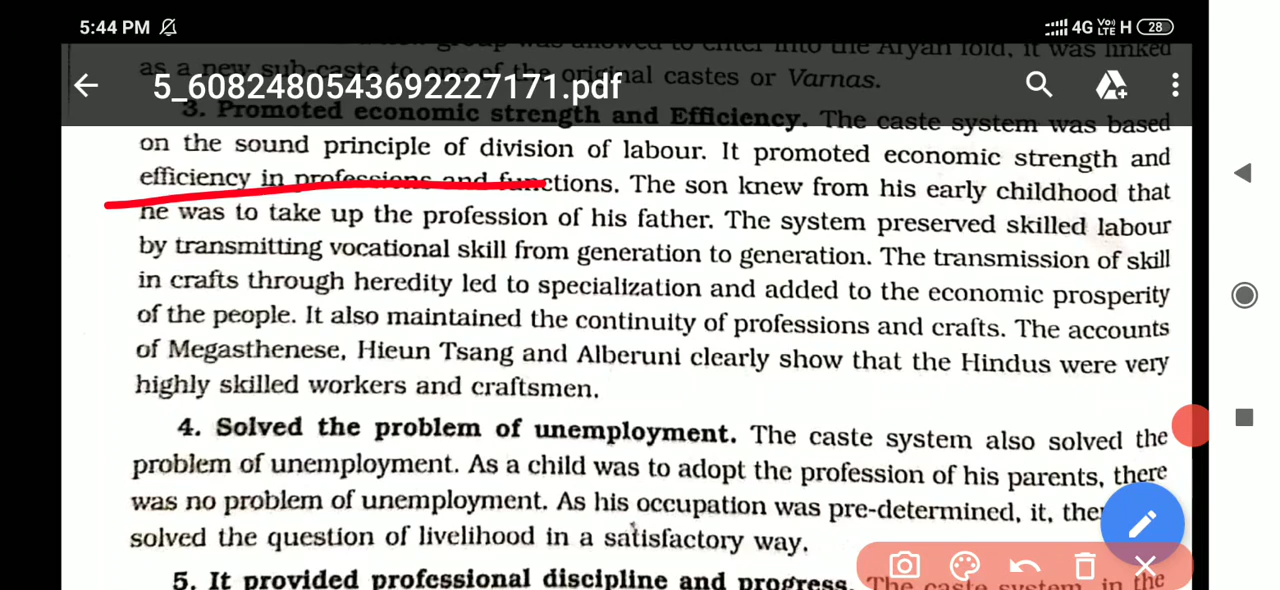 5:44 PM 4G Vo) LTE H 28
as a new sub-caste to one of the original castes or Varnas.
5_6082480543692227171.pdf
3. Promoted economic strength and Efficiency. The caste system was based
on the sound principle of division of labour. It promoted economic strength and
efficiency in professions and functions. The son knew from his early childhood that
he was to take up the profession of his father. The system preserved skilled labour
by transmitting vocational skill from generation to generation. The transmission of skill
in crafts through heredity led to specialization and added to the economic prosperity
of the people. It also maintained the continuity of professions and crafts. The accounts
of Megasthenese, Hieun Tsang and Alberuni clearly show that the Hindus were very
highly skilled workers and craftsmen.
4. Solved the problem of unemployment. The caste system also solved the
problem of unemployment. As a child was to adopt the profession of his parents, there
was no problem of unemployment. As his occupation was pre-determined, it,
solved the question of livelihood in a satisfactory way.
5. It provided professional discipline and progress. The caste system, in the